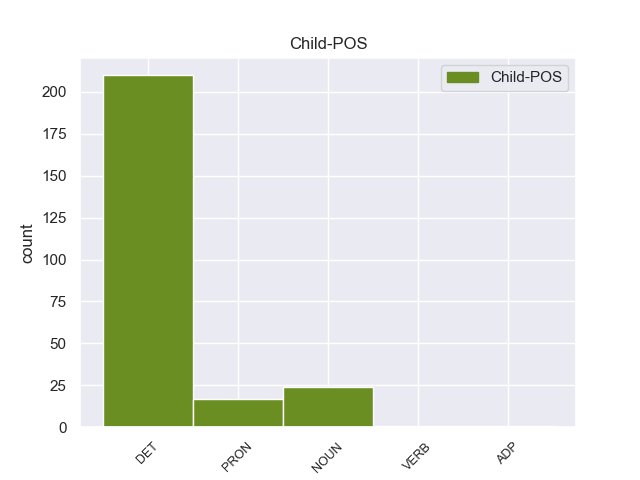 Child-POS
Child-POS
200
175
150
125
100
75
50
25
0
count
DET
PRON
NOUN
VERB
ADP